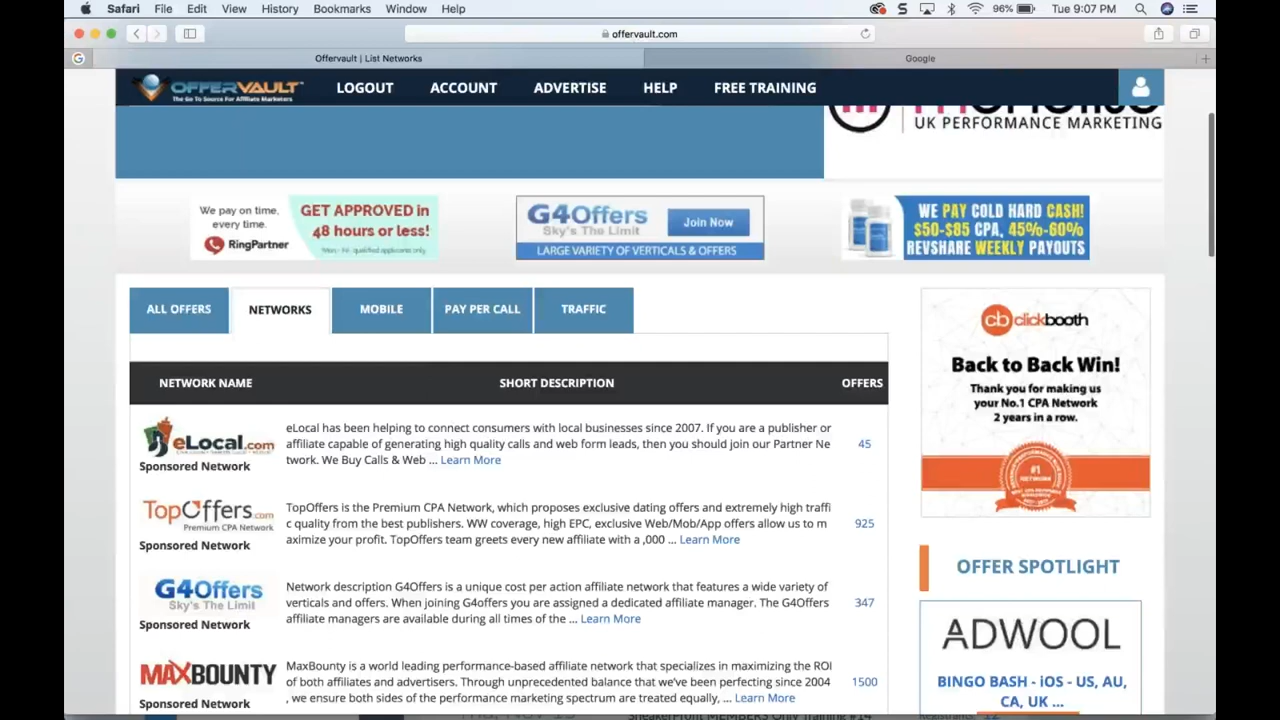 Safari File Edit View History Bookmarks Window Help 96% Tue 9:07 PM
offervault.com
G Offervault | List Networks Google
OFFERVAULT LOGOUT ACCOUNT ADVERTISE HELP FREE TRAINING
The Go To Source For Affiliate Marketers
UK PERFORMANCE MARKETING
We pay on time,
every time.
RingPartner
GET APPROVED in
48 hours or less!
G4Offers
Sky's The Limit
Join Now
LARGE VARIETY OF VERTICALS & OFFERS
WE PAY COLD HARD CASH!
$50-$85 CPA, 45%-60%
REVSHARE WEEKLY PAYOUTS
ALL OFFERS NETWORKS MOBILE PAY PER CALL TRAFFIC
NETWORK NAME SHORT DESCRIPTION OFFERS
eLocal.com
Sponsored Network
eLocal has been helping to connect consumers with local businesses since 2007. If you are a publisher or
affiliate capable of generating high quality calls and web form leads, then you should join our Partner Ne
twork. We Buy Calls & Web ... Learn More
45
TopOffers.com
Premium CPA Network
Sponsored Network
TopOffers is the Premium CPA Network, which proposes exclusive dating offers and extremely high traffi
c quality from the best publishers. WW coverage, high EPC, exclusive Web/Mob/App offers allow us to m
aximize your profit. TopOffers team greets every new affiliate with a ,000 ... Learn More
925
G4Offers
Sky's The Limit
Sponsored Network
Network description G4Offers is a unique cost per action affiliate network that features a wide variety of
verticals and offers. When joining G4offers you are assigned a dedicated affiliate manager. The G4Offers
affiliate managers are available during all times of the ... Learn More
347
MAXBOUNTY
Sponsored Network
MaxBounty is a world leading performance-based affiliate network that specializes in maximizing the ROI
of both affiliates and advertisers. Through unprecedented balance that we've been perfecting since 2004
, we ensure both sides of the performance marketing spectrum are treated equally, ... Learn More
1500
cb clickbooth
Back to Back Win!
Thank you for making us
your No.1 CPA Network
2 years in a row.
#1
NETWORK
OFFER SPOTLIGHT
ADWOOL
BINGO BASH - iOS - US, AU,
CA, UK ...